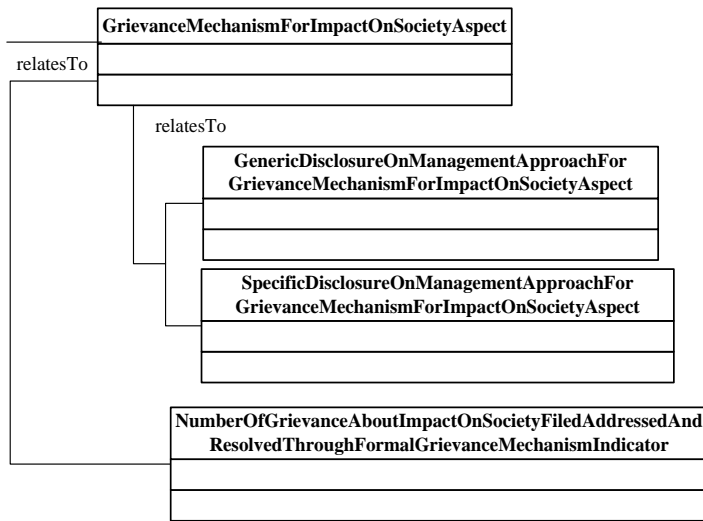 GrievanceMechanismForImpactOnSocietyAspect
relatesTo
relatesTo
GenericDisclosureOnManagementApproachFor
GrievanceMechanismForImpactOnSocietyAspect
SpecificDisclosureOnManagementApproachFor
GrievanceMechanismForImpactOnSocietyAspect
NumberOfGrievanceAboutImpactOnSocietyFiledAddressedAnd
ResolvedThroughFormalGrievanceMechanismIndicator